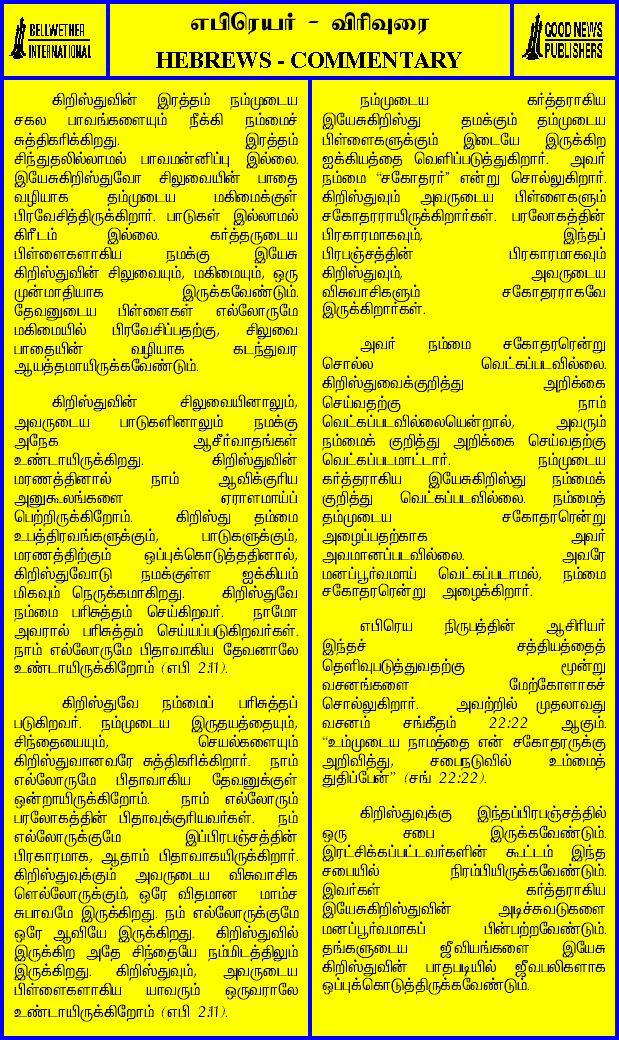 BELLWETHER
INTERNATIONAL
எபிரெயர் - விரிவுரை
HEBREWS - COMMENTARY
GOOD NEWS
PUBLISHERS
கிறிஸ்துவின் இரத்தம் நம்முடைய
சகல பாவங்களையும் நீக்கி நம்மைச்
சுத்திகரிக்கிறது. இரத்தம்
சிந்துதலில்லாமல் பாவமன்னிப்பு இல்லை.
இயேசுகிறிஸ்துவோ சிலுவையின் பாதை
வழியாக தம்முடைய மகிமைக்குள்
பிரவேசித்திருக்கிறார். பாடுகள் இல்லாமல்
கிரீடம் இல்லை. கர்த்தருடைய
பிள்ளைகளாகிய நமக்கு இயேசு
கிறிஸ்துவின் சிலுவையும், மகிமையும், ஒரு
முன்மாதியாக இருக்கவேண்டும்.
தேவனுடைய பிள்ளைகள் எல்லோருமே
மகிமையில் பிரவேசிப்பதற்கு, சிலுவை
பாதையின் வழியாக கடந்துவர
ஆயத்தமாயிருக்கவேண்டும்.
கிறிஸ்துவின் சிலுவையினாலும்,
அவருடைய பாடுகளினாலும் நமக்கு
அநேக ஆசீர்வாதங்கள்
உண்டாயிருக்கிறது. கிறிஸ்துவின்
மரணத்தினால் நாம் ஆவிக்குரிய
அனுகூலங்களை ஏராளமாய்ப்
பெற்றிருக்கிறோம். கிறிஸ்து தம்மை
உபத்திரவங்களுக்கும், பாடுகளுக்கும்,
மரணத்திற்கும் ஒப்புக்கொடுத்ததினால்,
கிறிஸ்துவோடு நமக்குள்ள ஐக்கியம்
மிகவும் நெருக்கமாகிறது. கிறிஸ்துவே
நம்மை பரிசுத்தம் செய்கிறவர். நாமோ
அவரால் பரிசுத்தம் செய்யப்படுகிறவர்கள்.
நாம் எல்லோருமே பிதாவாகிய தேவனாலே
உண்டாயிருக்கிறோம் (எபி 2:11).
கிறிஸ்துவே நம்மைப் பரிசுத்தப்
படுகிறவர். நம்முடைய இருதயத்தையும்,
சிந்தையையும், செயல்களையும்
கிறிஸ்துவானவரே சுத்திகரிக்கிறார். நாம்
எல்லோருமே பிதாவாகிய தேவனுக்குள்
ஒன்றாயிருக்கிறோம். நாம் எல்லோரும்
பரலோகத்தின் பிதாவுக்குரியவர்கள். நம்
எல்லோருக்குமே இப்பிரபஞ்சத்தின்
பிரகாரமாக, ஆதாம் பிதாவாகயிருக்கிறார்.
கிறிஸ்துவுக்கும் அவருடைய விசுவாசிக
ளெல்லோருக்கும், ஒரே விதமான மாம்ச
சுபாவமே இருக்கிறது. நம் எல்லோருக்குமே
ஒரே ஆவியே இருக்கிறது. கிறிஸ்துவில்
இருக்கிற அதே சிந்தையே நம்மிடத்திலும்
இருக்கிறது. கிறிஸ்துவும், அவருடைய
பிள்ளைகளாகிய யாவரும் ஒருவராலே
உண்டாயிருக்கிறோம் (எபி 2:11).
நம்முடைய கர்த்தராகிய
இயேசுகிறிஸ்து தமக்கும் தம்முடைய
பிள்ளைகளுக்கும் இடையே இருக்கிற
ஐக்கியத்தை வெளிப்படுத்துகிறார். அவர்
நம்மை “சகோதரர்” என்று சொல்லுகிறார்.
கிறிஸ்துவும் அவருடைய பிள்ளைகளும்
சகோதரராயிருக்கிறார்கள். பரலோகத்தின்
பிரகாரமாகவும், இந்தப்
பிரபஞ்சத்தின் பிரகாரமாகவும்
கிறிஸ்துவும், அவருடைய
விசுவாசிகளும் சகோதரராகவே
இருக்கிறார்கள்.
அவர் நம்மை சகோதரரென்று
சொல்ல வெட்கப்படவில்லை.
கிறிஸ்துவைக்குறித்து அறிக்கை
செய்வதற்கு நாம்
வெட்கப்படவில்லையென்றால், அவரும்
நம்மைக் குறித்து அறிக்கை செய்வதற்கு
வெட்கப்படமாட்டார். நம்முடைய
கர்த்தராகிய இயேசுகிறிஸ்து நம்மைக்
குறித்து வெட்கப்படவில்லை. நம்மைத்
தம்முடைய சகோதரரென்று
அழைப்பதற்காக அவர்
அவமானப்படவில்லை. அவரே
மனப்பூர்வமாய் வெட்கப்படாமல், நம்மை
சகோதரரென்று அழைக்கிறார்.
எபிரெய நிருபத்தின் ஆசிரியர்
இந்தச் சத்தியத்தைத்
தெளிவுபடுத்துவதற்கு மூன்று
வசனங்களை மேற்கோளாகச்
சொல்லுகிறார். அவற்றில் முதலாவது
வசனம் சங்கீதம் 22:22 ஆகும்.
“உம்முடைய நாமத்தை என் சகோதரருக்கு
அறிவித்து, சபைநடுவில் உம்மைத்
துதிப்பேன்” (சங் 22:22).
கிறிஸ்துவுக்கு இந்தப்பிரபஞ்சத்தில்
ஒரு சபை இருக்கவேண்டும்.
இரட்சிக்கப்பட்டவர்களின் கூட்டம் இந்த
சபையில் நிரம்பியிருக்கவேண்டும்.
இவர்கள் கர்த்தராகிய
இயேசுகிறிஸ்துவின் அடிச்சுவடுகளை
மனப்பூர்வமாகப் பின்பற்றவேண்டும்.
தங்களுடைய ஜீவியங்களை இயேசு
கிறிஸ்துவின் பாதபடியில் ஜீவபலிகளாக
ஒப்புக்கொடுத்திருக்கவேண்டும்.